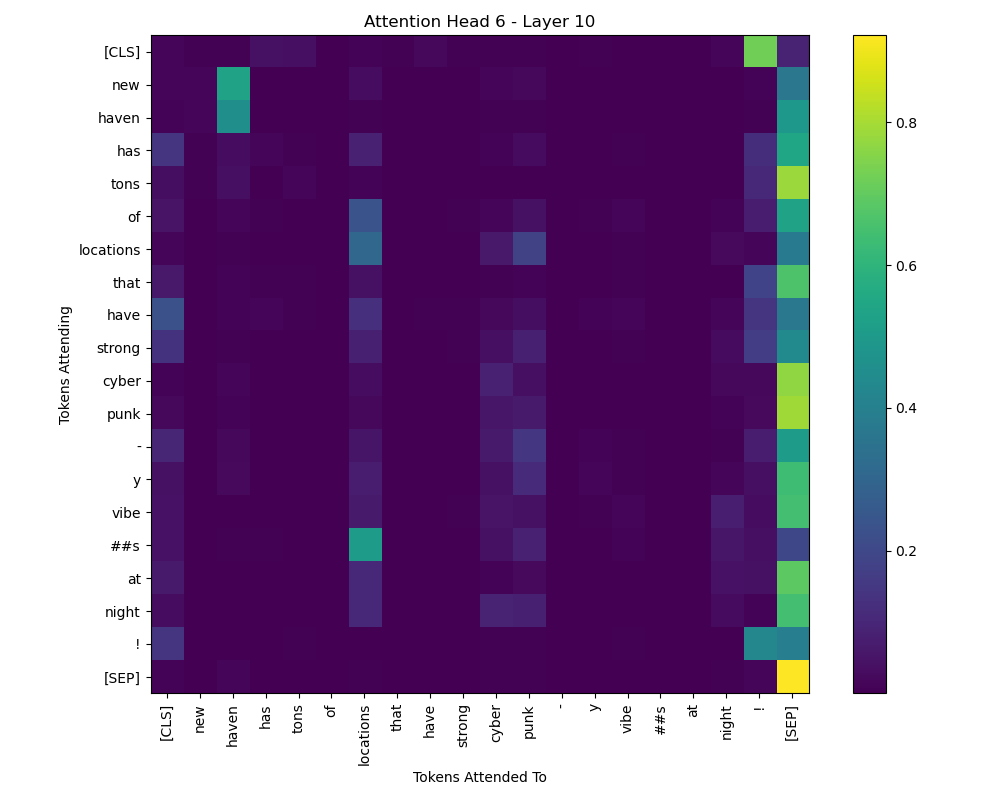 Attention Head 6 - Layer 10
Tokens Attending
[CLS]
new
haven
has
tons
of
locations
that
have
strong
cyber
punk
-
y
vibe
##s
at
night
!
[SEP]
[CLS]
new
haven
has
tons
of
locations
that
have
strong
cyber
punk
-
y
vibe
##s
at
night
!
[SEP]
Tokens Attended To
0.8
0.6
0.4
0.2